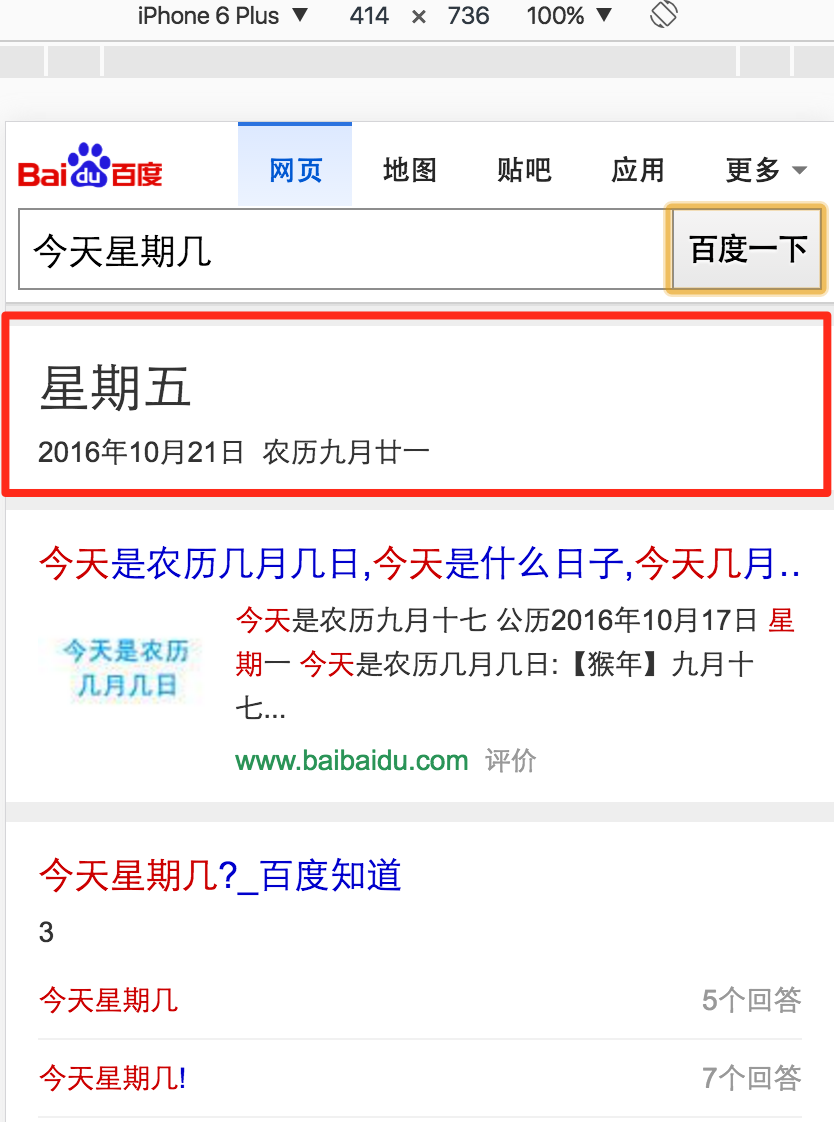 iPhone 6 Plus ▼ 414 × 736 100% ▼
Bai du 百度 网页 地图 贴吧 应用 更多
今天星期几 百度一下
星期五
2016年10月21日 农历九月廿一
今天是农历几月几日,今天是什么日子,今天几月..
今天是农历
几月几日
今天是农历九月十七 公历2016年10月17日 星
期一 今天是农历几月几日:【猴年】九月十
七...
www.baibaidu.com 评价
今天星期几?_百度知道
3
今天星期几 5个回答
今天星期几! 7个回答